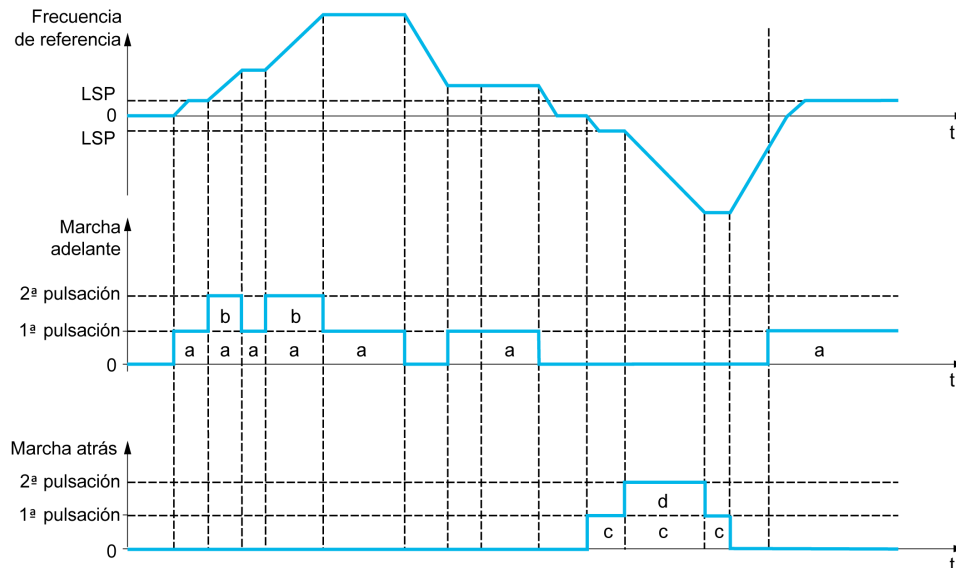 Frecuencia
de referencia
LSP
0
LSP
t
Marcha
adelante
2ª pulsación
b b
1ª pulsación
a a a a a a a
0
t
Marcha atrás
2ª pulsación
d
1ª pulsación
c c c
0
t